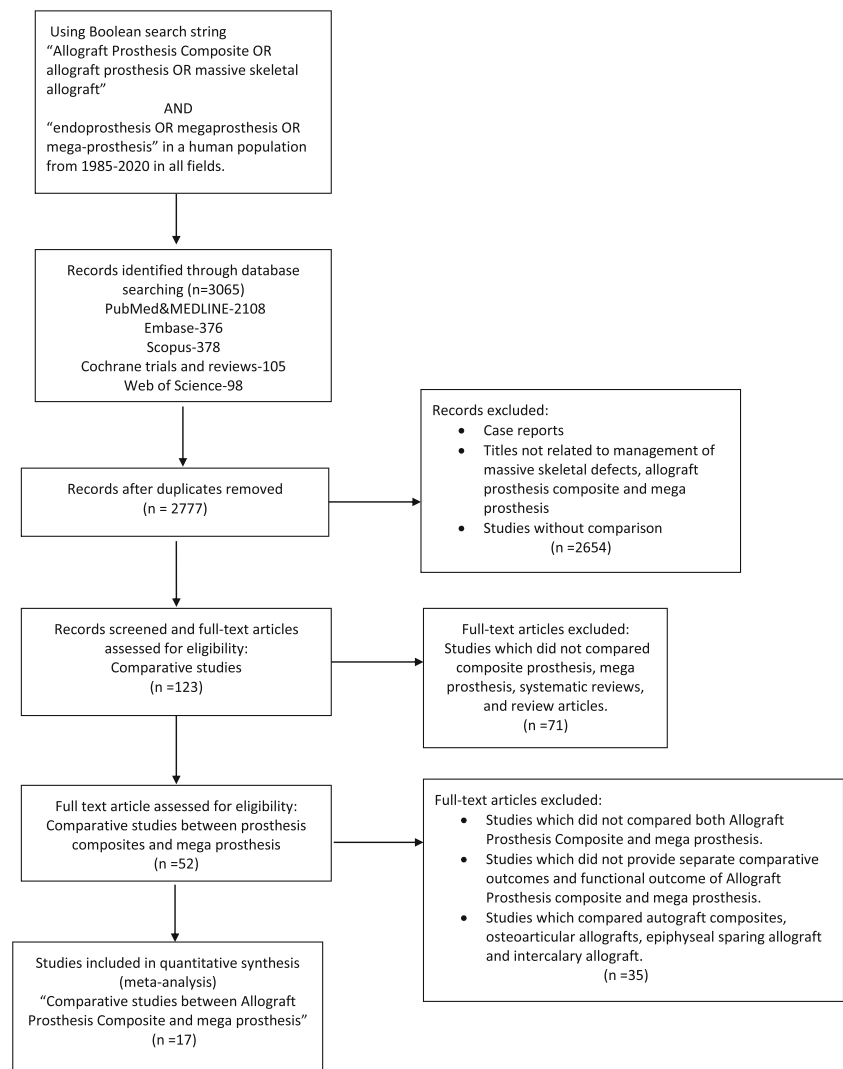 Using Boolean search string
“Allograft Prosthesis Composite OR
allograft prosthesis OR massive skeletal
allograft”
AND
“endoprosthesis OR megaprosthesis OR
mega-prosthesis” in a human population
from 1985-2020 in all fields.
Records identified through database
searching (n=3065)
PubMed&MEDLINE-2108
Embase-376
Scopus-378
Cochrane trials and reviews-105
Web of Science-98
Records after duplicates removed
(n = 2777)
Records excluded:
• Case reports
• Titles not related to management of
massive skeletal defects, allograft
prosthesis composite and mega
prosthesis
• Studies without comparison
(n =2654)
Records screened and full-text articles
assessed for eligibility:
Comparative studies
(n =123)
Full-text articles excluded:
Studies which did not compared
composite prosthesis, mega
prosthesis, systematic reviews,
and review articles.
(n =71)
Full text article assessed for eligibility:
Comparative studies between prosthesis
composites and mega prosthesis
(n =52)
Full-text articles excluded:
• Studies which did not compared both Allograft
Prosthesis Composite and mega prosthesis.
• Studies which did not provide separate comparative
outcomes and functional outcome of Allograft
Prosthesis composite and mega prosthesis.
• Studies which compared autograft composites,
osteoarticular allografts, epiphyseal sparing allograft
and intercalary allograft.
(n =35)
Studies included in quantitative synthesis
(meta-analysis)
“Comparative studies between Allograft
Prosthesis Composite and mega prosthesis”
(n =17)